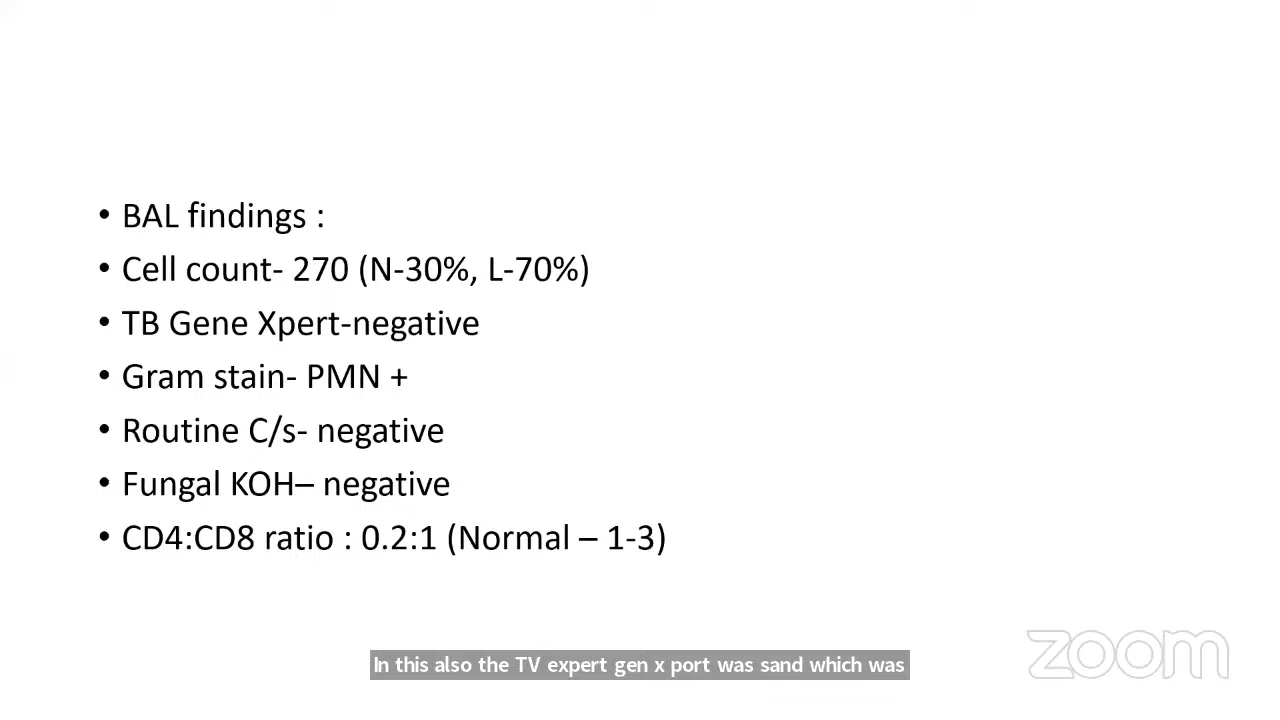 • BAL findings :
• Cell count- 270 (N-30%, L-70%)
• TB Gene Xpert-negative
• Gram stain- PMN +
• Routine C/s- negative
• Fungal KOH– negative
• CD4:CD8 ratio : 0.2:1 (Normal – 1-3)
In this also the TV expert gen x port was sand which was
zoom